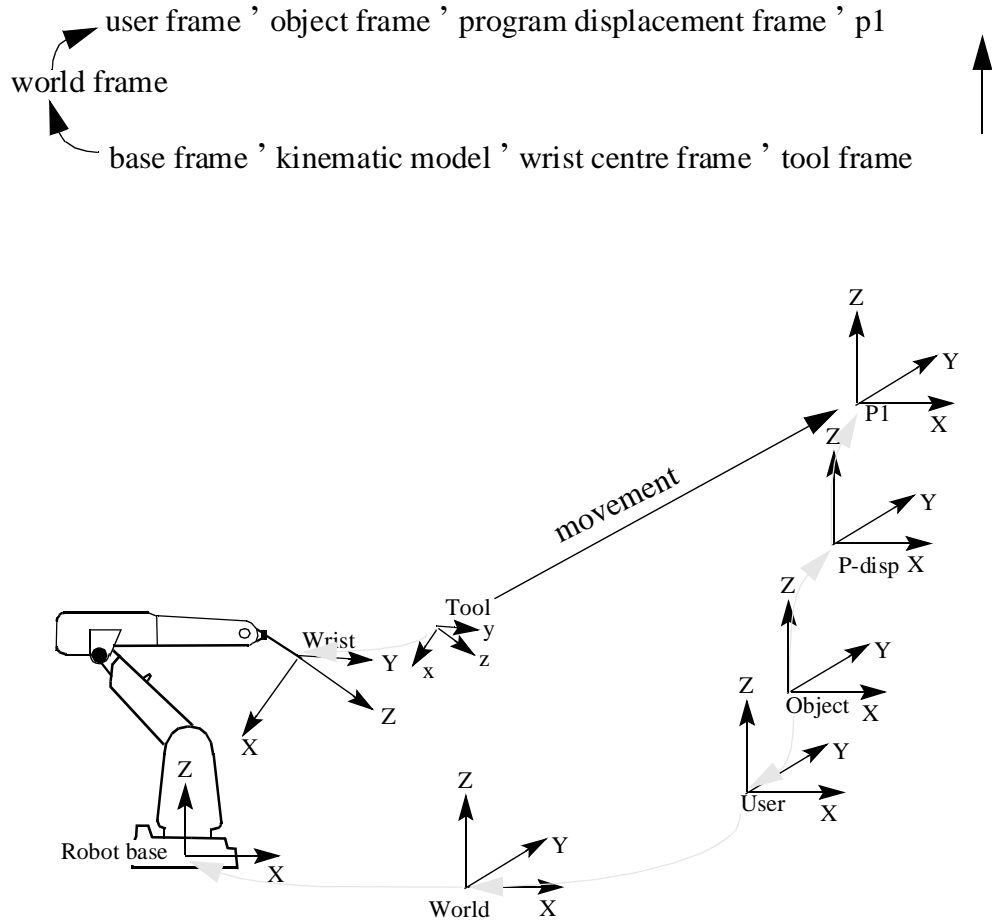 user frame ’ object frame ’ program displacement frame ’ p1
world frame
base frame ’ kinematic model ’ wrist centre frame ’ tool frame
Z
Y
P1
X
Z
movement
Y
P-disp X
Z
Tool
y
Wrist
Y
z
x
Y
Z
Object
X
Z
X
Y
Z
Z
User
X
Y
Robot base
X
World
X